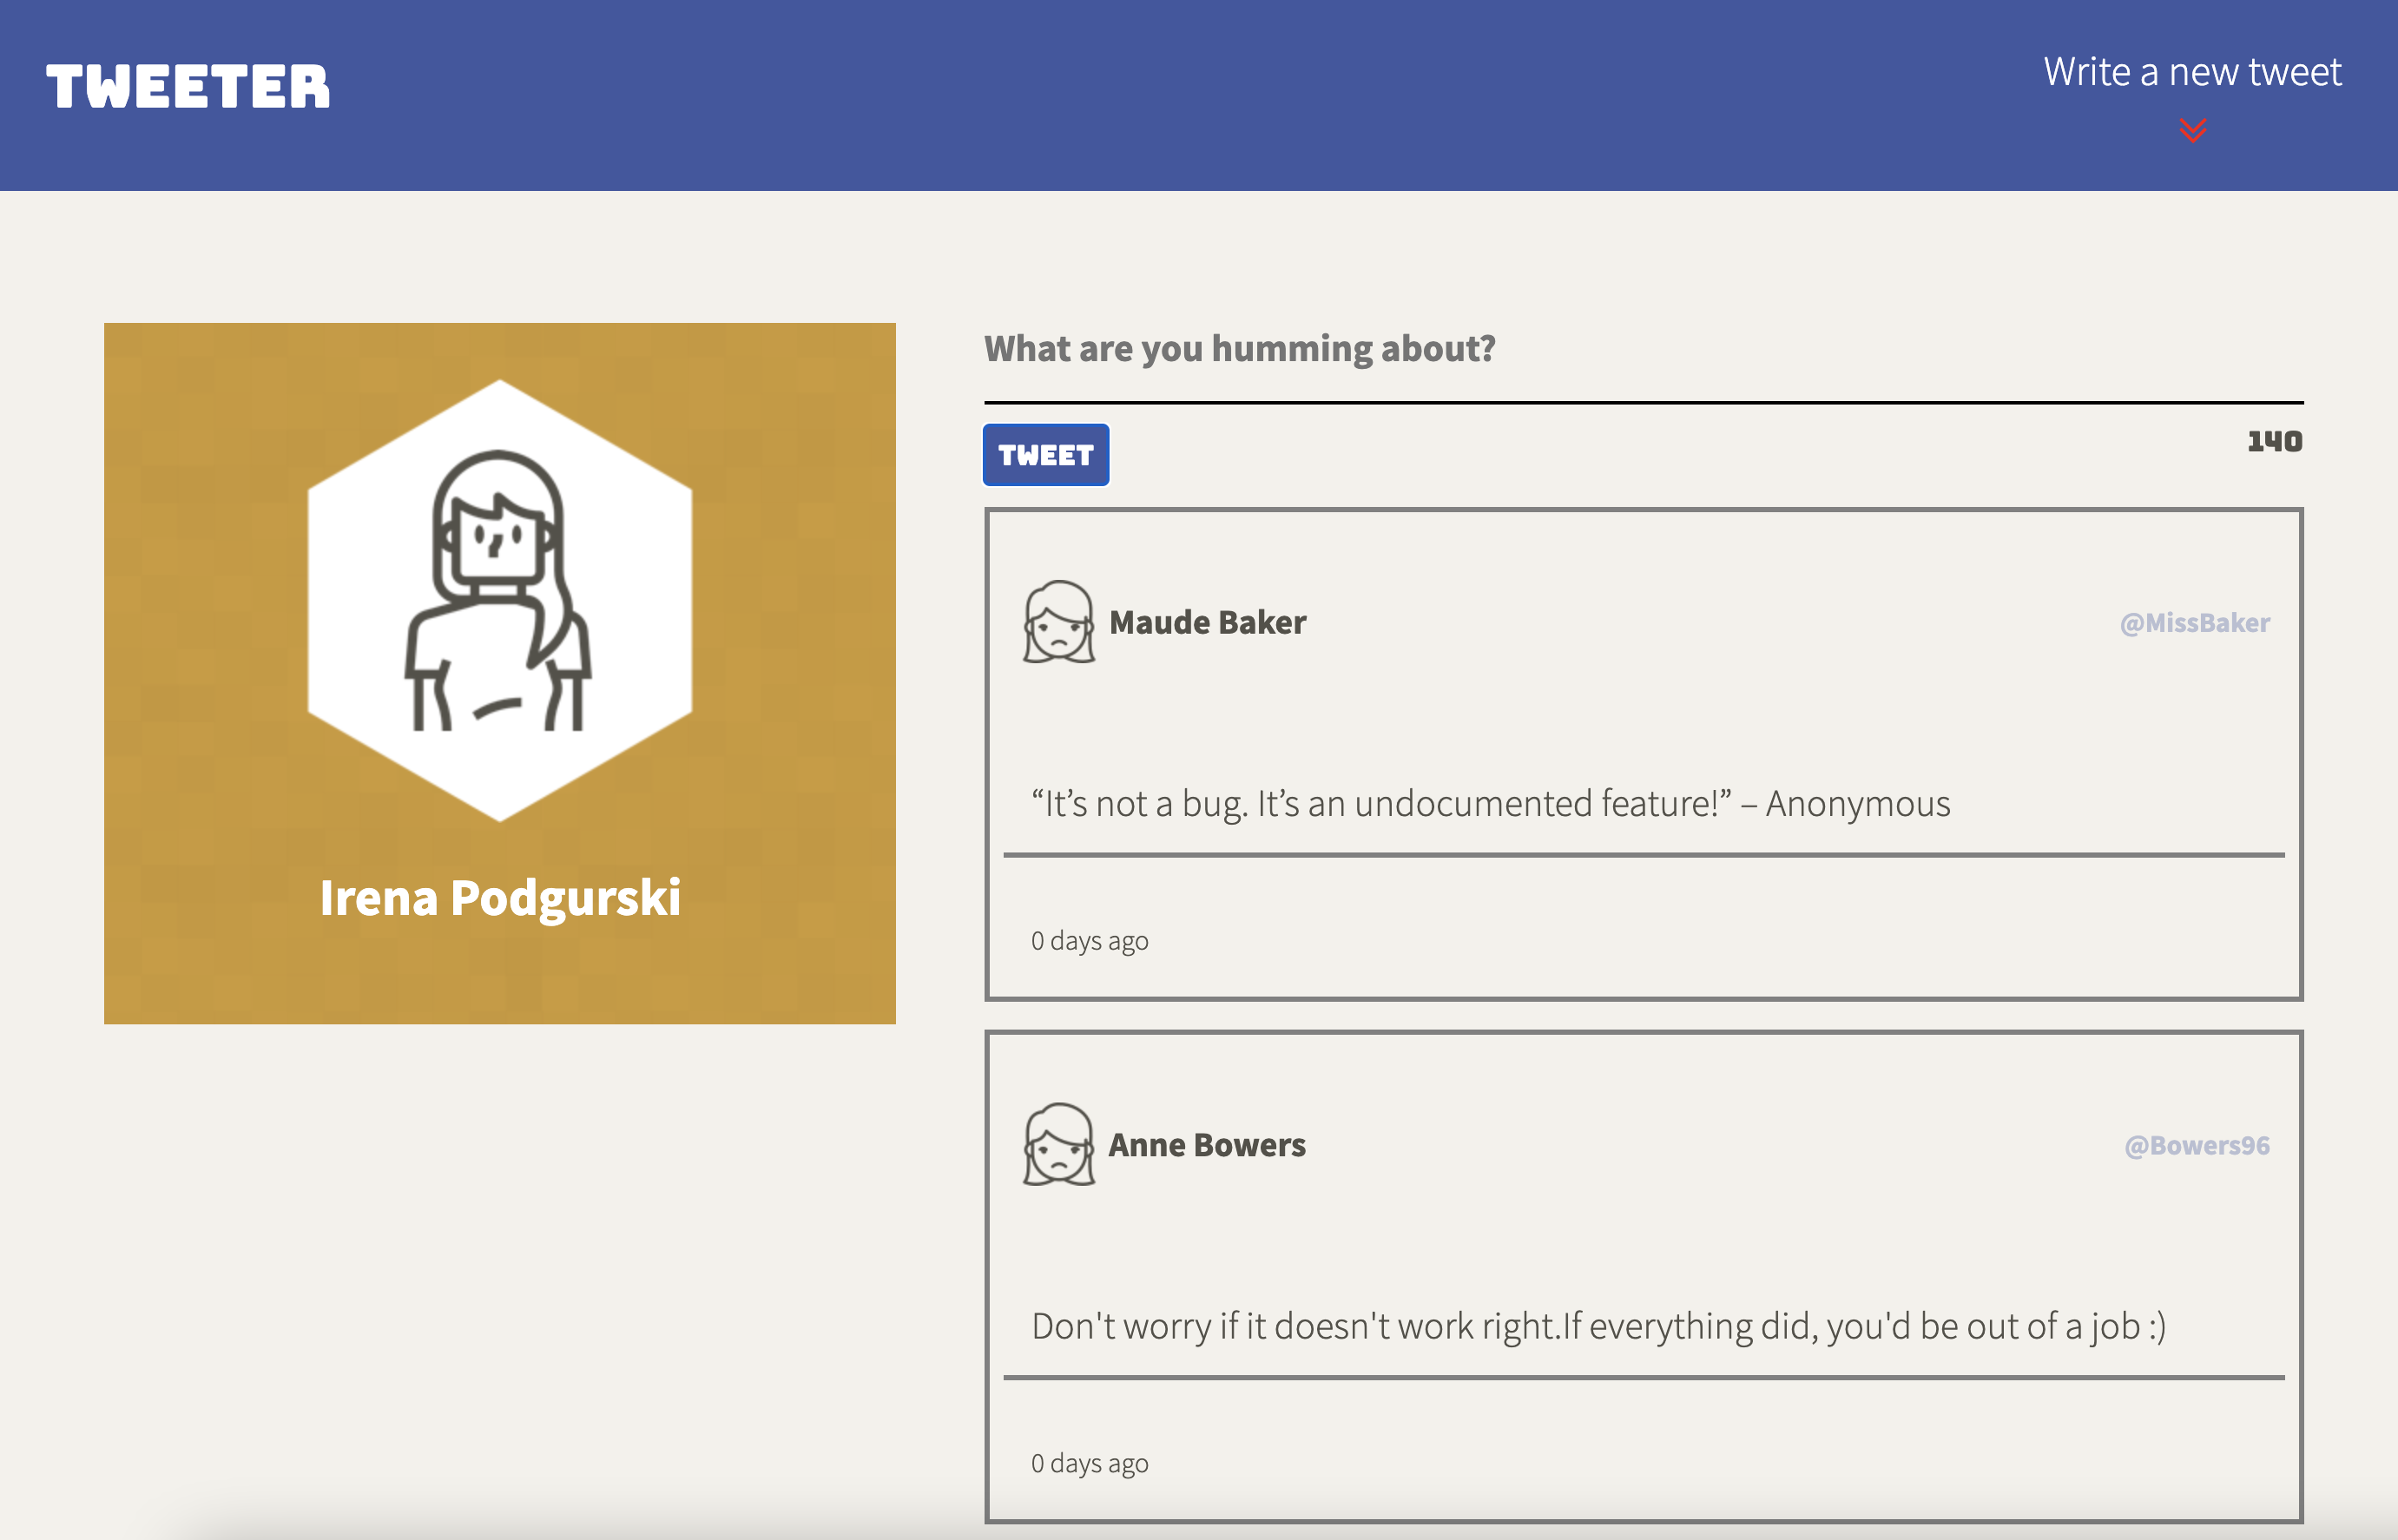 TWEETER
Write a new tweet
Irena Podgurski
What are you humming about?
TWEET
140
Maude Baker
@MissBaker
“It’s not a bug. It’s an undocumented feature!” – Anonymous
0 days ago
Anne Bowers
@Bowers96
Don't worry if it doesn't work right.If everything did, you'd be out of a job :)
0 days ago